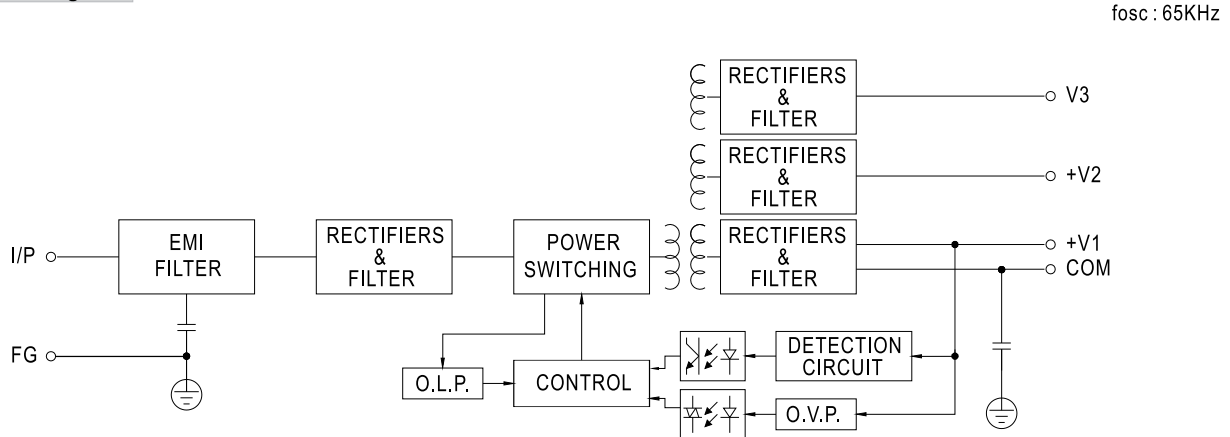 fosc : 65KHz
RECTIFIERS
&
FILTER
V3
RECTIFIERS
&
FILTER
+V2
I/P
EMI
FILTER
RECTIFIERS
&
FILTER
POWER
SWITCHING
RECTIFIERS
&
FILTER
+V1
COM
FG
O.L.P.
CONTROL
DETECTION
CIRCUIT
O.V.P.